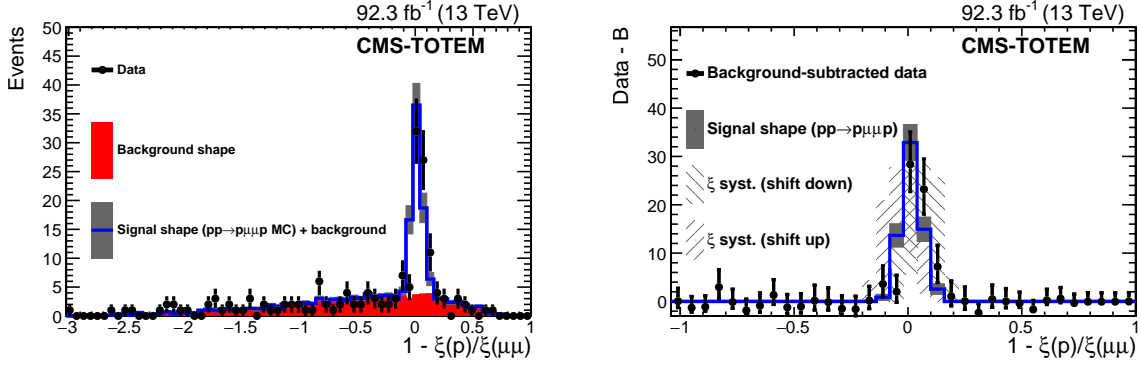 92.3 fb⁻¹ (13 TeV)
CMS-TOTEM
Events
50
45
40
35
30
25
20
15
10
5
0
Data
Background shape
Signal shape (pp→pμμp MC) + background
−3 −2.5 −2 −1.5 −1 −0.5 0 0.5 1
1 - ξ(p)/ξ(μμ)
92.3 fb⁻¹ (13 TeV)
CMS-TOTEM
Data - B
50
40
30
20
10
0
Background-subtracted data
Signal shape (pp→pμμp)
ξ syst. (shift down)
ξ syst. (shift up)
−1 −0.5 0 0.5 1
1 - ξ(p)/ξ(μμ)